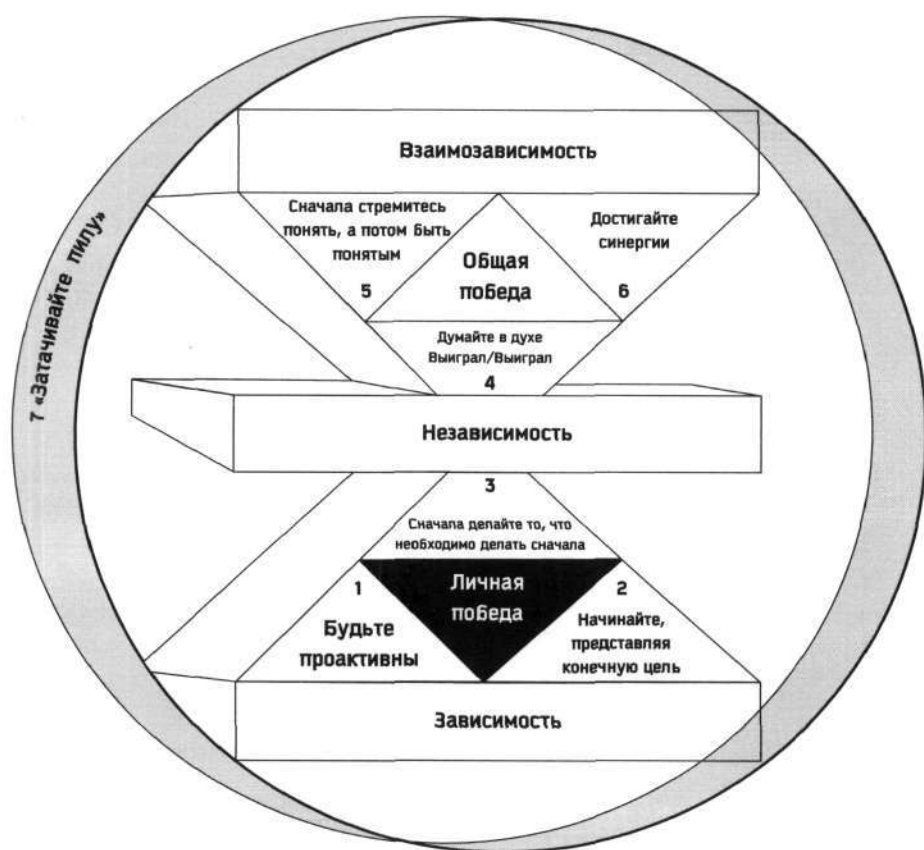 Взаимозависимость
Сначала стремитесь
понять, а потом быть
понятым
5
Общая
победа
Достигайте
синергии
6
Думайте в духе
Выиграл/Выиграл
4
7 «Затачивайте пилу»
Независимость
3
Сначала делайте то, что
необходимо делать сначала
1
Будьте
проактивны
Личная
победа
2
Начинайте,
представляя
конечную цель
Зависимость